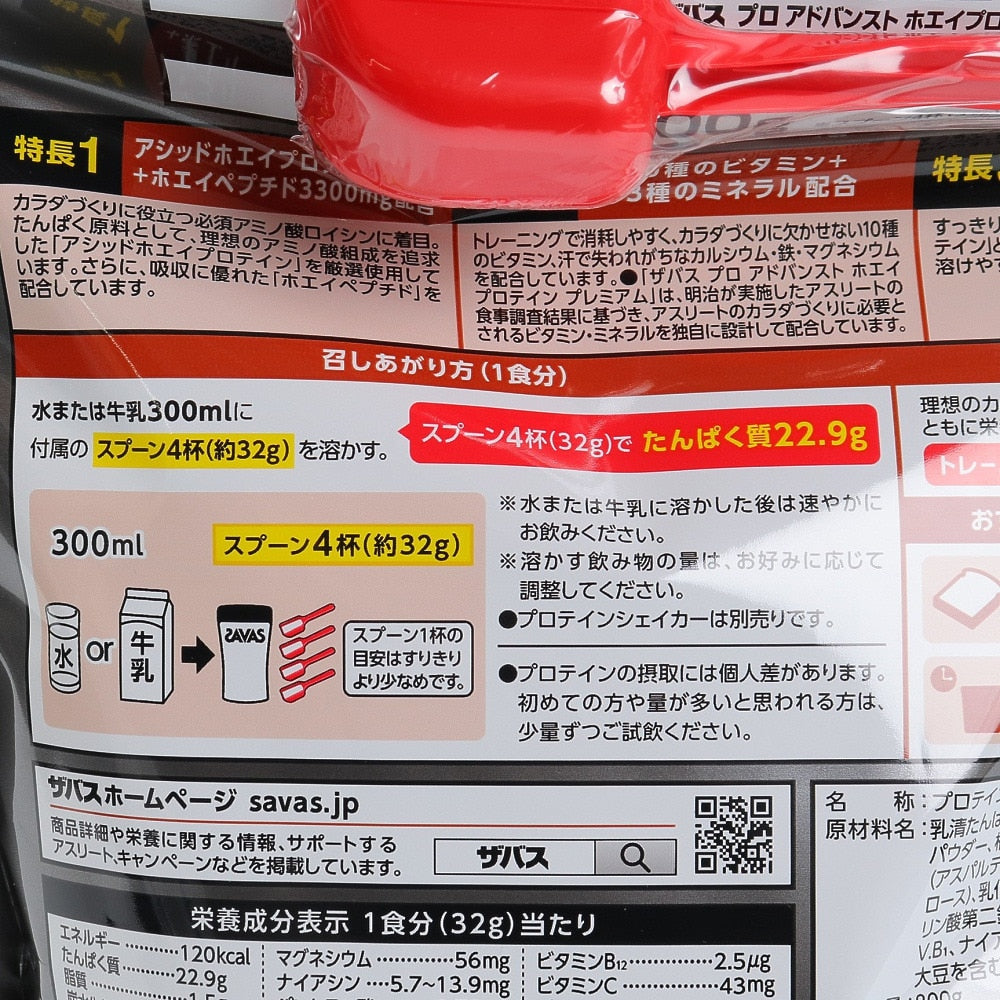 ザバス プロ アドバンスト ホエイプロ
特長1
アシッドホエイプロ
+ホエイペプチド3300mg配合
カラダづくりに役立つ必須アミノ酸ロイシンに着目。
たんぱく原料として、理想のアミノ酸組成を追求
した「アシッドホエイプロテイン」を厳選使用して
います。さらに、吸収に優れた「ホエイペプチド」を
配合しています。
種のビタミン+
3種のミネラル配合
トレーニングで消耗しやすく、カラダづくりに欠かせない10種
のビタミン、汗で失われがちなカルシウム・鉄・マグネシウム
を配合しています。●「ザバス プロ アドバンスト ホエイ
プロテイン プレミアム」は、明治が実施したアスリートの
食事調査結果に基づき、アスリートのカラダづくりに必要と
されるビタミン・ミネラルを独自に設計して配合しています。
特長
すっきり
テイン」
溶けや
召しあがり方(1食分)
水または牛乳300mlに
付属の スプーン4杯(約32g) を溶かす。
スプーン4杯(32g)で たんぱく質22.9g
300ml
スプーン4杯(約32g)
水
or
牛乳
SAVAS
スプーン1杯の
目安はすりきり
より少なめです。
※水または牛乳に溶かした後は速やかに
お飲みください。
※溶かす飲み物の量は、お好みに応じて
調整してください。
●プロテインシェイカーは別売りです。
●プロテインの摂取には個人差があります。
初めての方や量が多いと思われる方は、
少量ずつご試飲ください。
理想のカ
ともに栄
トレー
お
ザバスホームページ savas.jp
商品詳細や栄養に関する情報、サポートする
アスリート、キャンペーンなどを掲載しています。
ザバス
栄養成分表示 1食分(32g)当たり
エネルギー…………120kcal
たんぱく質…………22.9g
脂質
マグネシウム…………56mg
ナイアシン…5.7~13.9mg
ビタミンB12…………2.5μg
ビタミンC…………43mg
名 称:プロテイ
原材料名:乳清たんぱ
パウダー、
(アスパルテ
ロース)、乳化
リン酸第二
V.B1、ナイア
大豆を含む